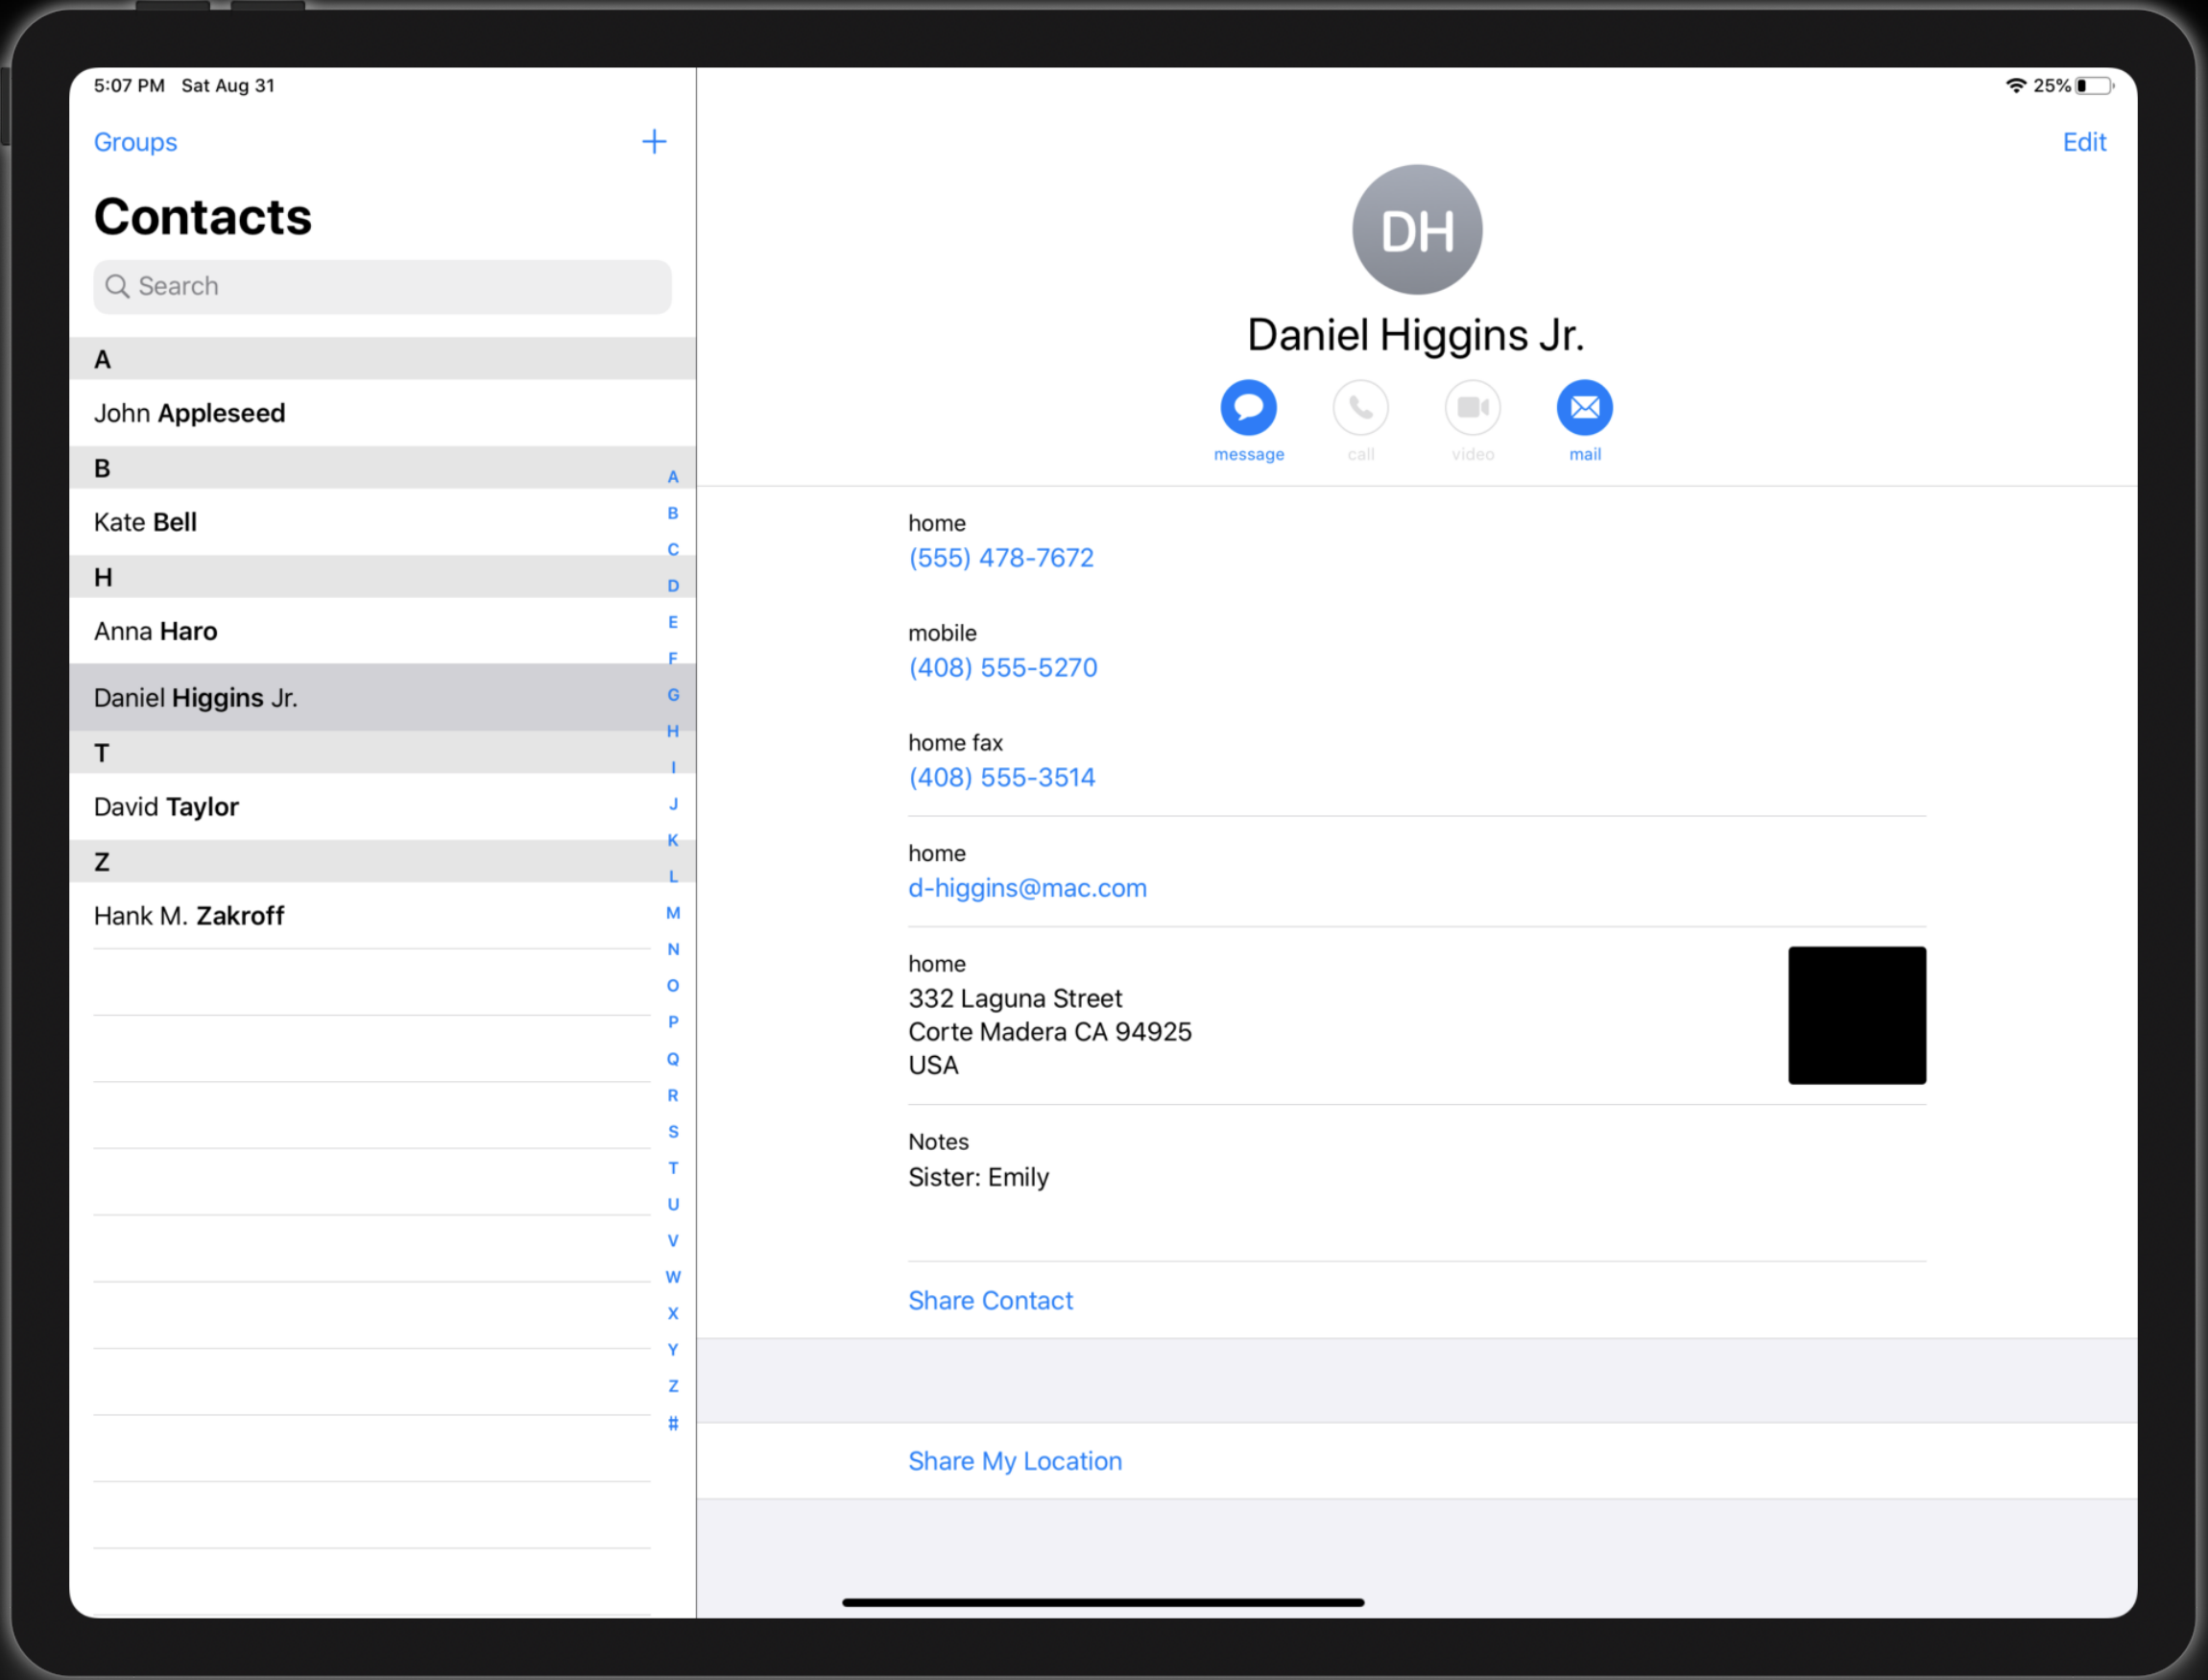 5:07 PM Sat Aug 31
25%
Groups
+
Contacts
Search
A
John Appleseed
B
Kate Bell
H
Anna Haro
Daniel Higgins Jr.
T
David Taylor
Z
Hank M. Zakroff
A
B
C
D
E
F
G
H
I
J
K
L
M
N
O
P
Q
R
S
T
U
V
W
X
Y
Z
#
Edit
DH
Daniel Higgins Jr.
message call video mail
home
(555) 478-7672
mobile
(408) 555-5270
home fax
(408) 555-3514
home
d-higgins@mac.com
home
332 Laguna Street
Corte Madera CA 94925
USA
Notes
Sister: Emily
Share Contact
Share My Location